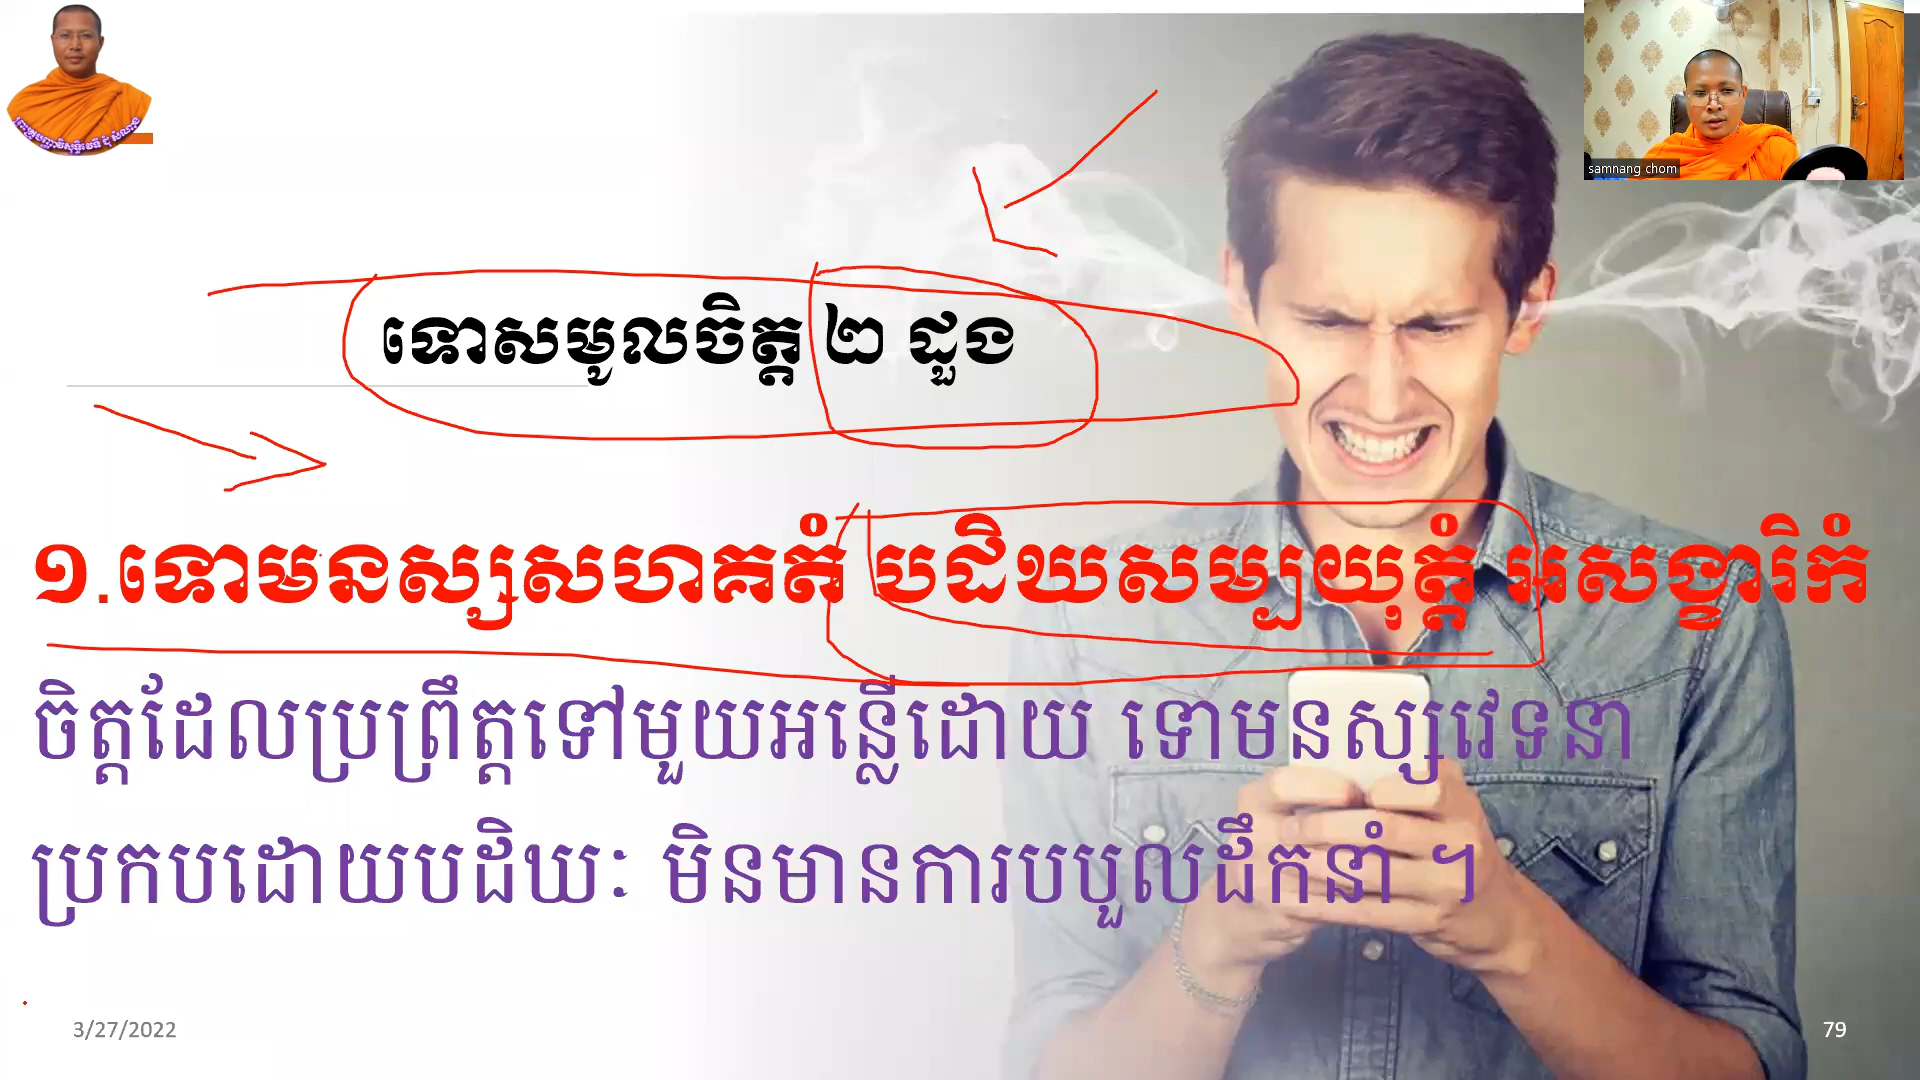 samnang chom
ទោសមូលចិត្ត ២ ដួង
១.ទោមនស្សសហគតំ បដិឃសម្បយុត្តំ អសង្ខារិកំ
ចិត្តដែលប្រព្រឹត្តទៅមួយអន្លើដោយ ទោមនស្សវេទនា
ប្រកបដោយបដិឃៈ មិនមានការបបួលដឹកនាំ ។
3/27/2022
79